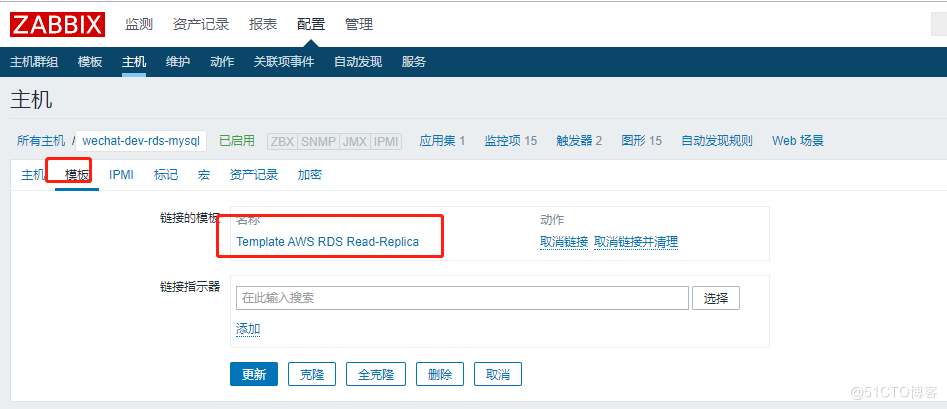 ZABBIX 监测 资产记录 报表 配置 管理
主机群组 模板 主机 维护 动作 关联项事件 自动发现 服务
主机
所有主机 / wechat-dev-rds-mysql 已启用 ZBX SNMP JMX IPMI 应用集 1 监控项 15 触发器 2 图形 15 自动发现规则 Web 场景
主机 模板 IPMI 标记 宏 资产记录 加密
链接的模板 名称 动作
Template AWS RDS Read-Replica 取消链接 取消链接并清理
链接指示器
在此输入搜索 选择
添加
更新 克隆 全克隆 删除 取消
@51CTO博客